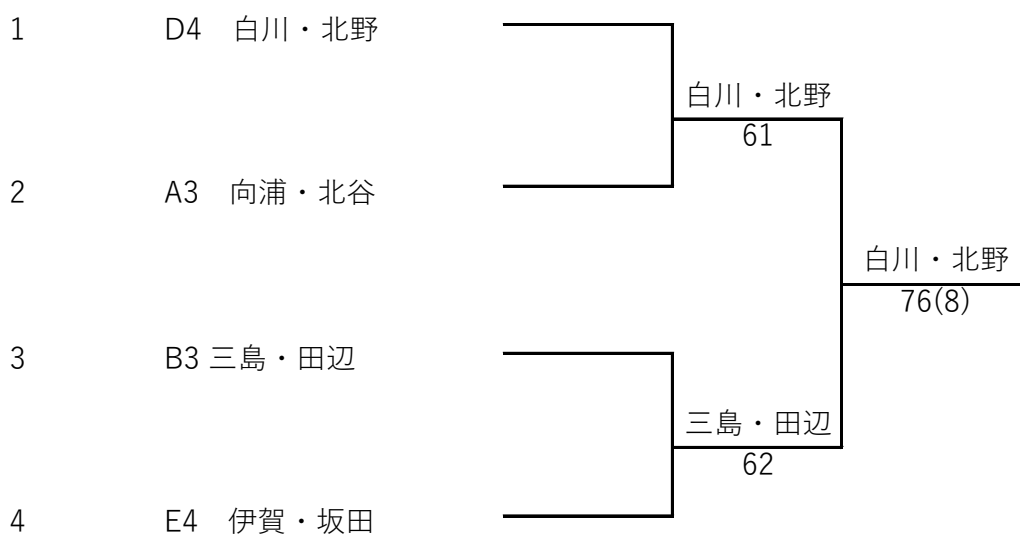 1 D4 白川・北野
白川・北野
61
2 A3 向浦・北谷
白川・北野
76(8)
3 B3 三島・田辺
三島・田辺
62
4 E4 伊賀・坂田